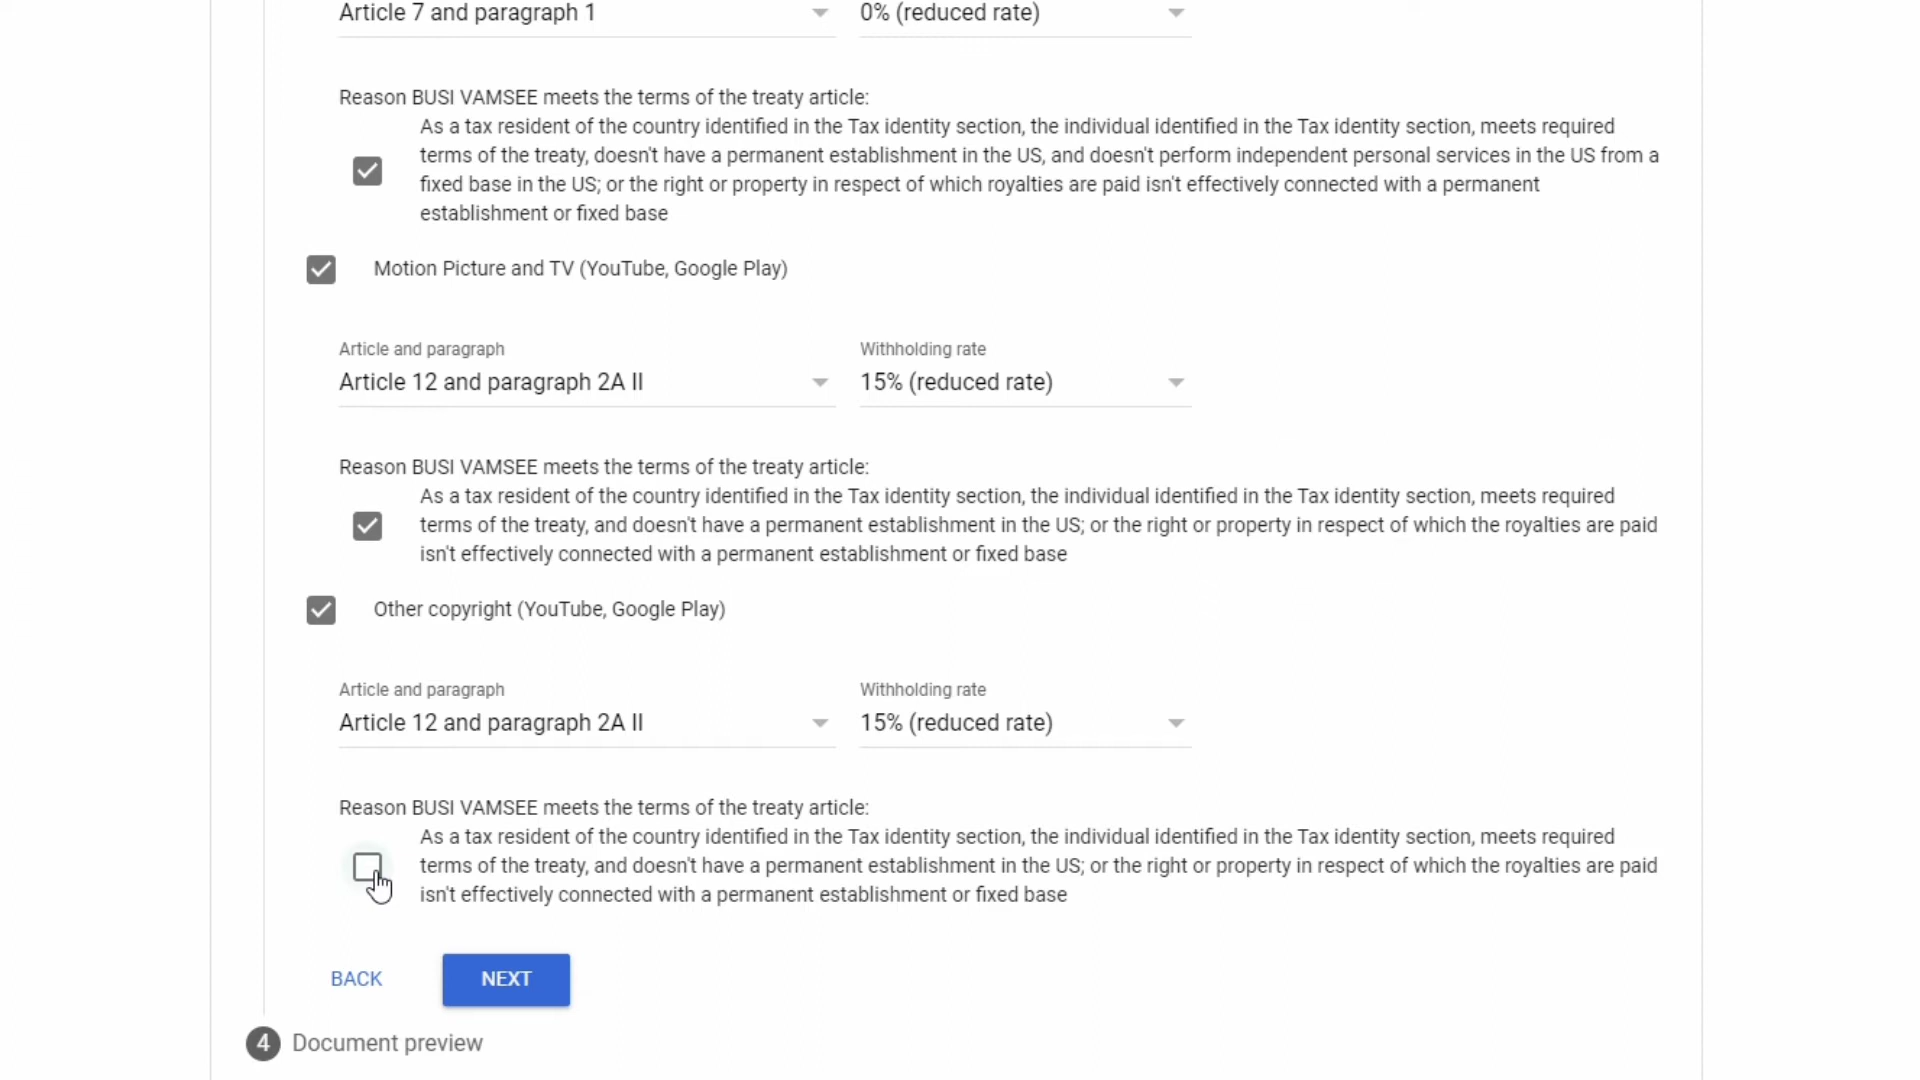 Article 7 and paragraph 1
0% (reduced rate)
Reason BUSI VAMSEE meets the terms of the treaty article:
As a tax resident of the country identified in the Tax identity section, the individual identified in the Tax identity section, meets required
terms of the treaty, doesn't have a permanent establishment in the US, and doesn't perform independent personal services in the US from a
fixed base in the US; or the right or property in respect of which royalties are paid isn't effectively connected with a permanent
establishment or fixed base
Motion Picture and TV (YouTube, Google Play)
Article and paragraph
Withholding rate
Article 12 and paragraph 2A II
15% (reduced rate)
Reason BUSI VAMSEE meets the terms of the treaty article:
As a tax resident of the country identified in the Tax identity section, the individual identified in the Tax identity section, meets required
terms of the treaty, and doesn't have a permanent establishment in the US; or the right or property in respect of which the royalties are paid
isn't effectively connected with a permanent establishment or fixed base
Other copyright (YouTube, Google Play)
Article and paragraph
Withholding rate
Article 12 and paragraph 2A II
15% (reduced rate)
Reason BUSI VAMSEE meets the terms of the treaty article:
As a tax resident of the country identified in the Tax identity section, the individual identified in the Tax identity section, meets required
terms of the treaty, and doesn't have a permanent establishment in the US; or the right or property in respect of which the royalties are paid
isn't effectively connected with a permanent establishment or fixed base
BACK
NEXT
4 Document preview